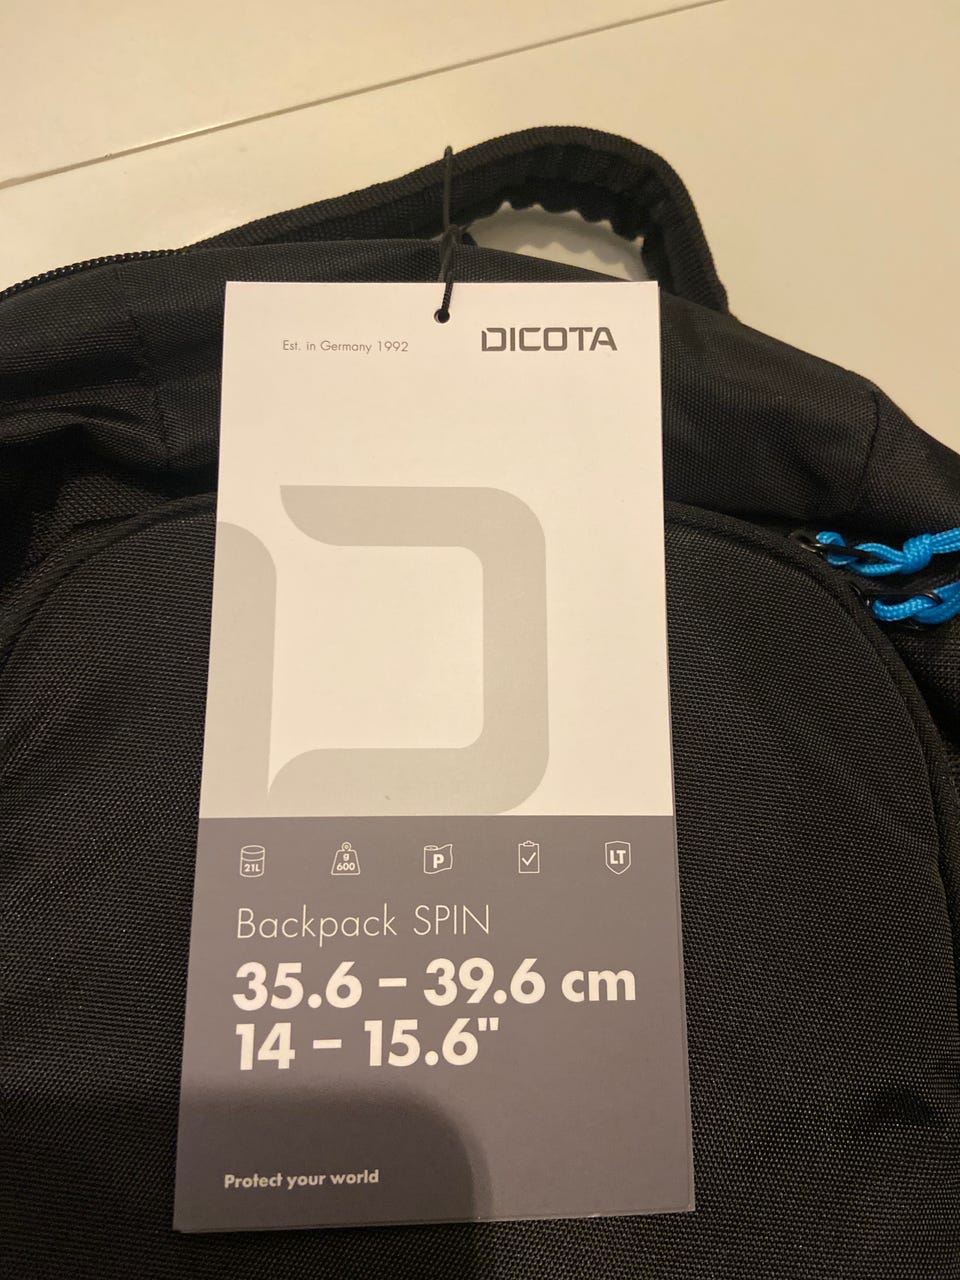 Est. in Germany 1992
DICOTA
21L
g
600
P
LT
Backpack SPIN
35.6 – 39.6 cm
14 – 15.6"
Protect your world